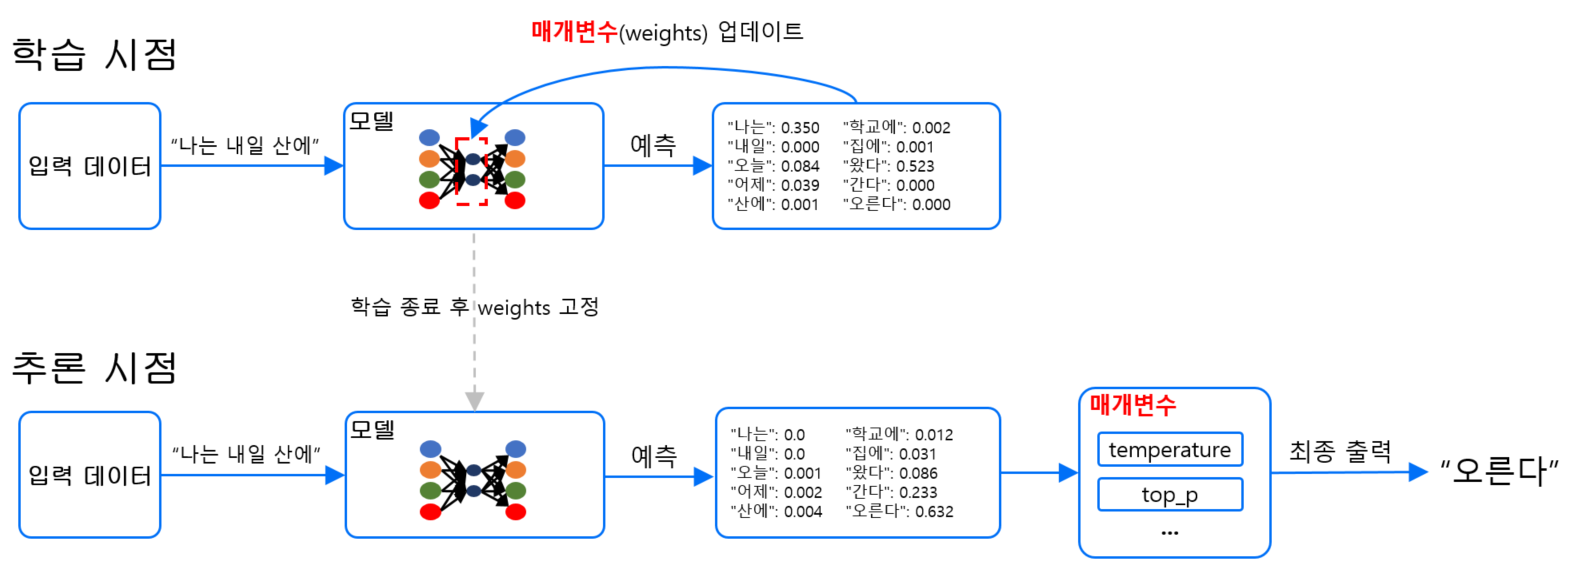 매개변수(weights) 업데이트
학습 시점
입력 데이터
“나는 내일 산에”
모델
예측
"나는": 0.350 "학교에": 0.002
"내일": 0.000 "집에": 0.001
"오늘": 0.084 "왔다": 0.523
"어제": 0.039 "간다": 0.000
"산에": 0.001 "오른다": 0.000
학습 종료 후 weights 고정
추론 시점
입력 데이터
“나는 내일 산에”
모델
예측
"나는": 0.0 "학교에": 0.012
"내일": 0.0 "집에": 0.031
"오늘": 0.001 "왔다": 0.086
"어제": 0.002 "간다": 0.233
"산에": 0.004 "오른다": 0.632
매개변수
temperature
top_p
...
최종 출력
“오른다”